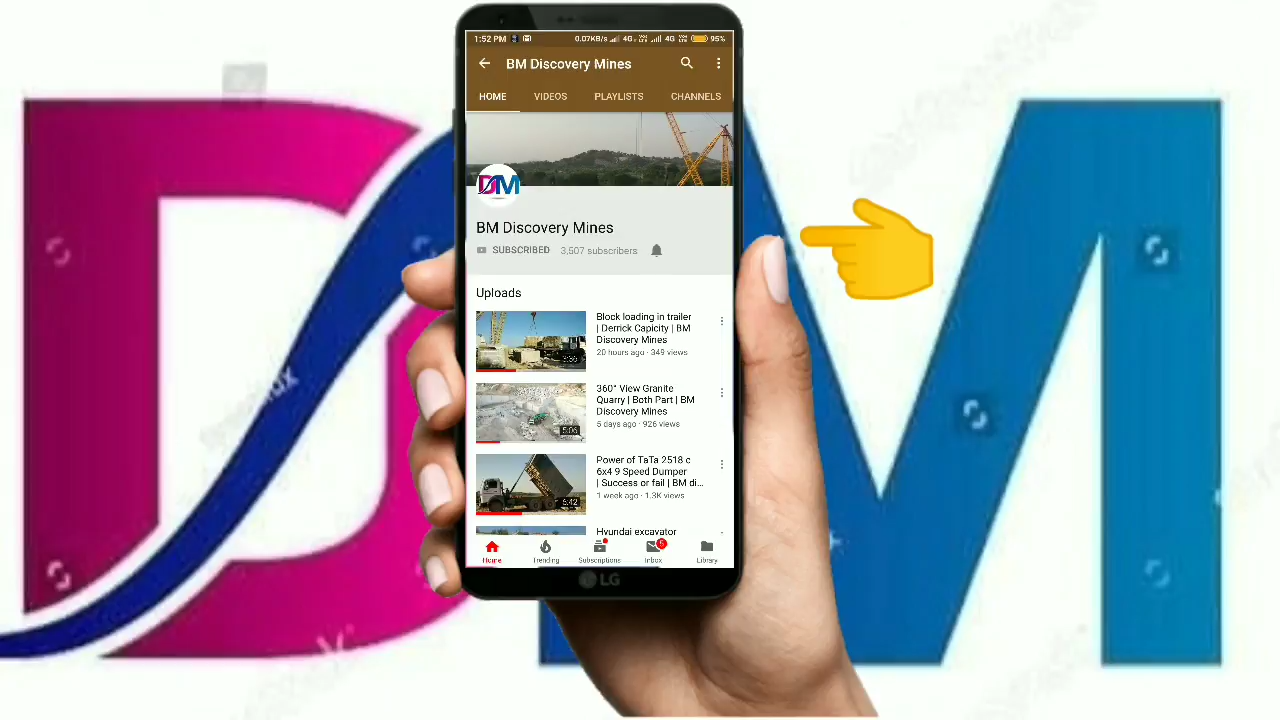 1:52 PM 0.07KB/s 4G 4G 95%
BM Discovery Mines
HOME VIDEOS PLAYLISTS CHANNELS
DM
BM Discovery Mines
SUBSCRIBED 3,507 subscribers
Uploads
Block loading in trailer
| Derrick Capicity | BM
Discovery Mines
20 hours ago · 349 views
3:36
360° View Granite
Quarry | Both Part | BM
Discovery Mines
5 days ago · 926 views
5:06
Power of TaTa 2518 c
6x4 9 Speed Dumper
| Success or fail | BM di...
1 week ago · 1.3K views
6:42
Hyundai excavator
5
Home Trending Subscriptions Inbox Library
LG
DM